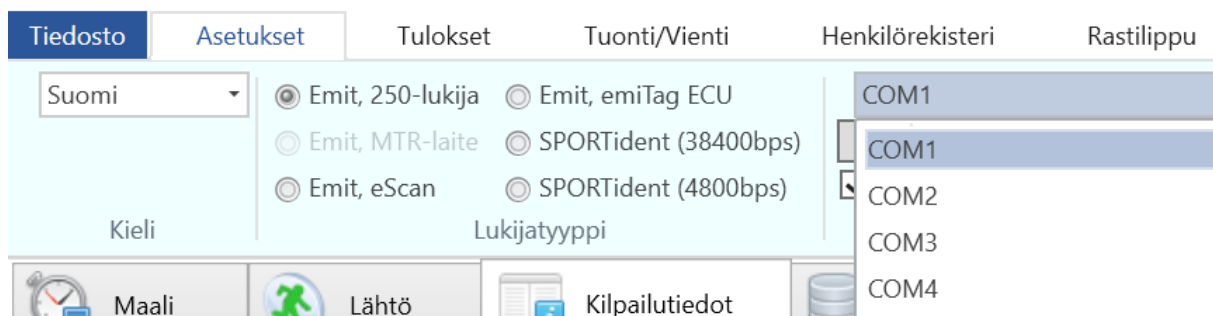 Tiedosto Asetukset Tulokset Tuonti/Vienti Henkilörekisteri Rastilippu
Suomi Emit, 250-lukija Emit, emiTag ECU COM1
Emit, MTR-laite SPORTident (38400bps) COM1
Emit, eScan SPORTident (4800bps) COM2
Kieli Lukijatyyppi COM3
Maali Lähtö Kilpailutiedot COM4